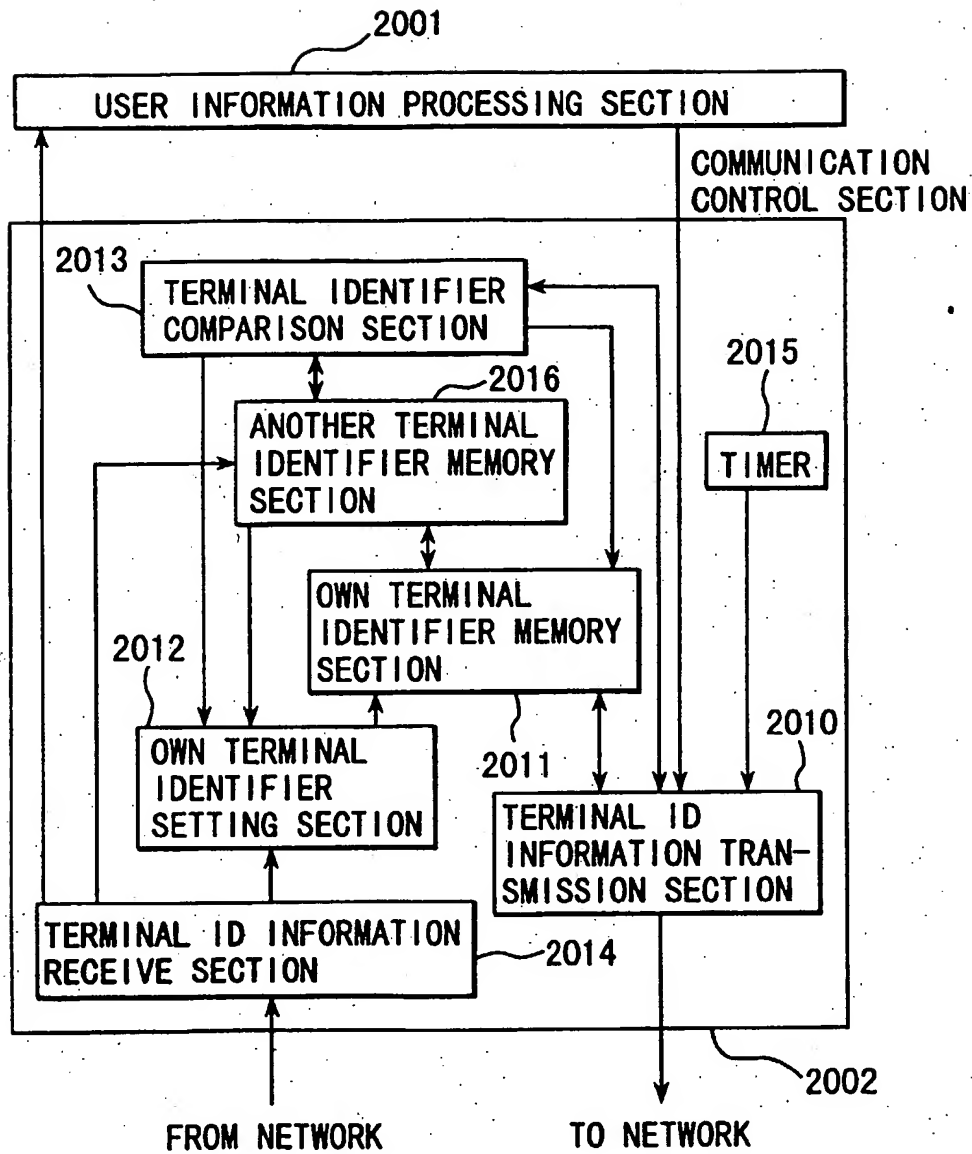 2001
USER INFORMATION PROCESSING SECTION
COMMUNICATION
CONTROL SECTION
2013
TERMINAL IDENTIFIER
COMPARISON SECTION
2015
TIMER
2016
ANOTHER TERMINAL
IDENTIFIER MEMORY
SECTION
OWN TERMINAL
IDENTIFIER MEMORY
SECTION
2012
OWN TERMINAL
IDENTIFIER
SETTING SECTION
2011
2010
TERMINAL ID
INFORMATION TRAN-
SMISSION SECTION
TERMINAL ID INFORMATION
RECEIVE SECTION
2014
2002
FROM NETWORK
TO NETWORK